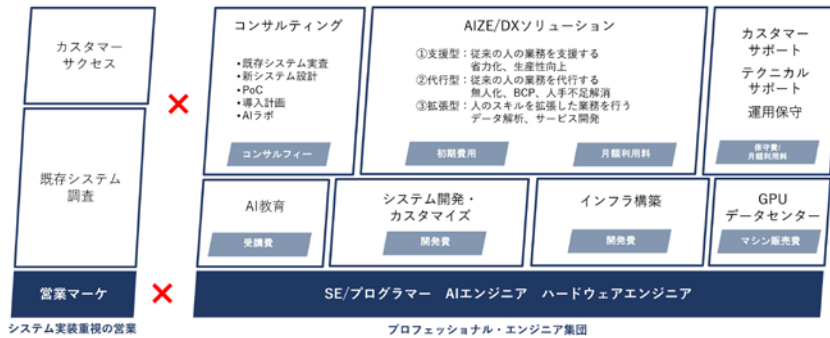 カスタマー
サクセス
既存システム
調査
営業マーケ
システム実装重視の営業
×
×
コンサルティング
•既存システム実査
•新システム設計
•PoC
•導入計画
•AIラボ
コンサルフィー
AIZE/DXソリューション
①支援型：従来の人の業務を支援する
省力化、生産性向上
②代行型：従来の人の業務を代行する
無人化、BCP、人手不足解消
③拡張型：人のスキルを拡張した業務を行う
データ解析、サービス開発
初期費用
月額利用料
カスタマー
サポート
テクニカル
サポート
運用保守
保守費/
月額利用料
AI教育
受講費
システム開発・
カスタマイズ
開発費
インフラ構築
開発費
GPU
データセンター
マシン販売費
SE/プログラマー　AIエンジニア　ハードウェアエンジニア
プロフェッショナル・エンジニア集団